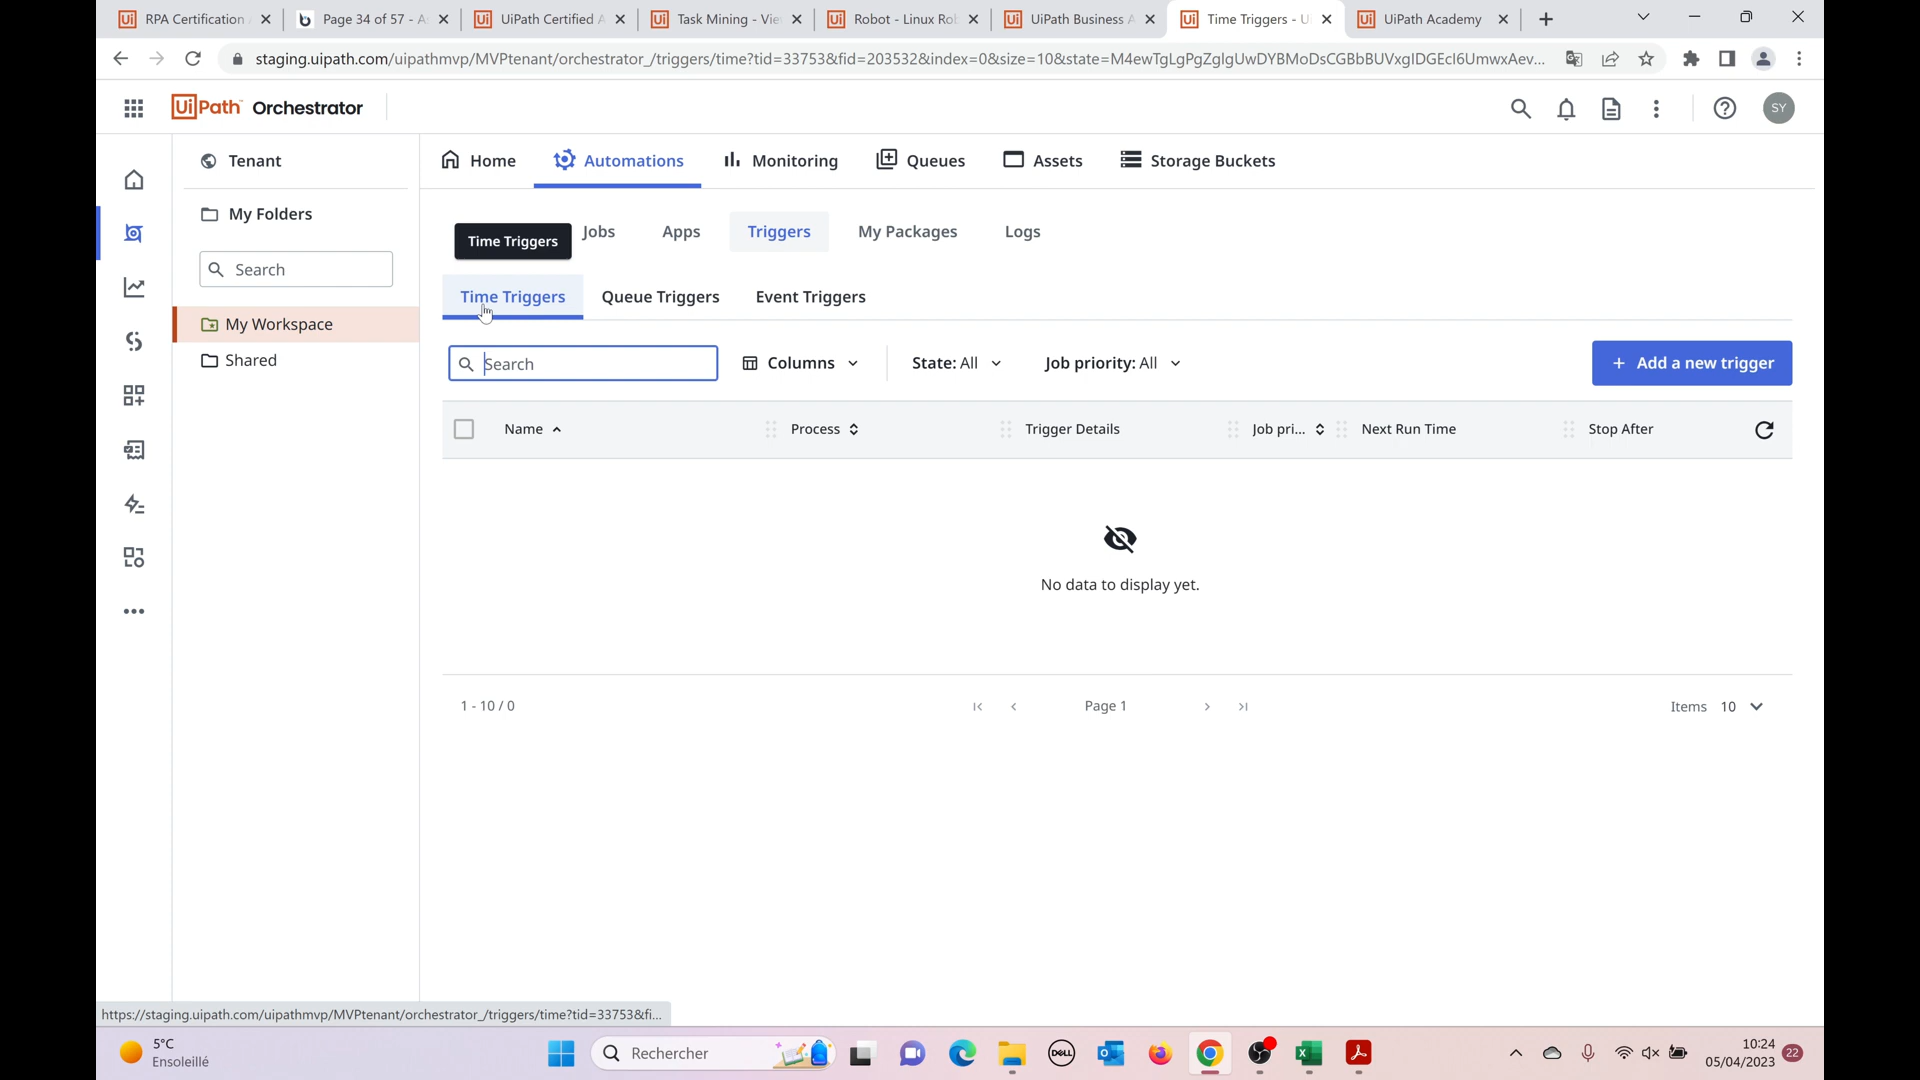 RPA Certification
Page 34 of 57 - A
UiPath Certified A
Task Mining - Vie
Robot - Linux Ro
UiPath Business A
Time Triggers - U
UiPath Academy
staging.uipath.com/uipathmvp/MVPtenant/orchestrator_/triggers/time?tid=33753&fid=203532&index=0&size=10&state=M4ewTgLgPgZglgUwDYBMoDsCGBbBUVxgIDGEcl6UmwxAev...
UiPath Orchestrator
SY
Tenant
Home
Automations
Monitoring
Queues
Assets
Storage Buckets
My Folders
Search
My Workspace
Shared
Time Triggers
Jobs
Apps
Triggers
My Packages
Logs
Time Triggers
Queue Triggers
Event Triggers
Search
Columns
State: All
Job priority: All
+ Add a new trigger
Name
Process
Trigger Details
Job pri...
Next Run Time
Stop After
No data to display yet.
1 - 10 / 0
Page 1
Items 10
https://staging.uipath.com/uipathmvp/MVPtenant/orchestrator_/triggers/time?tid=33753&fi...
5°C
Ensoleillé
Rechercher
DELL
10:24
05/04/2023
22